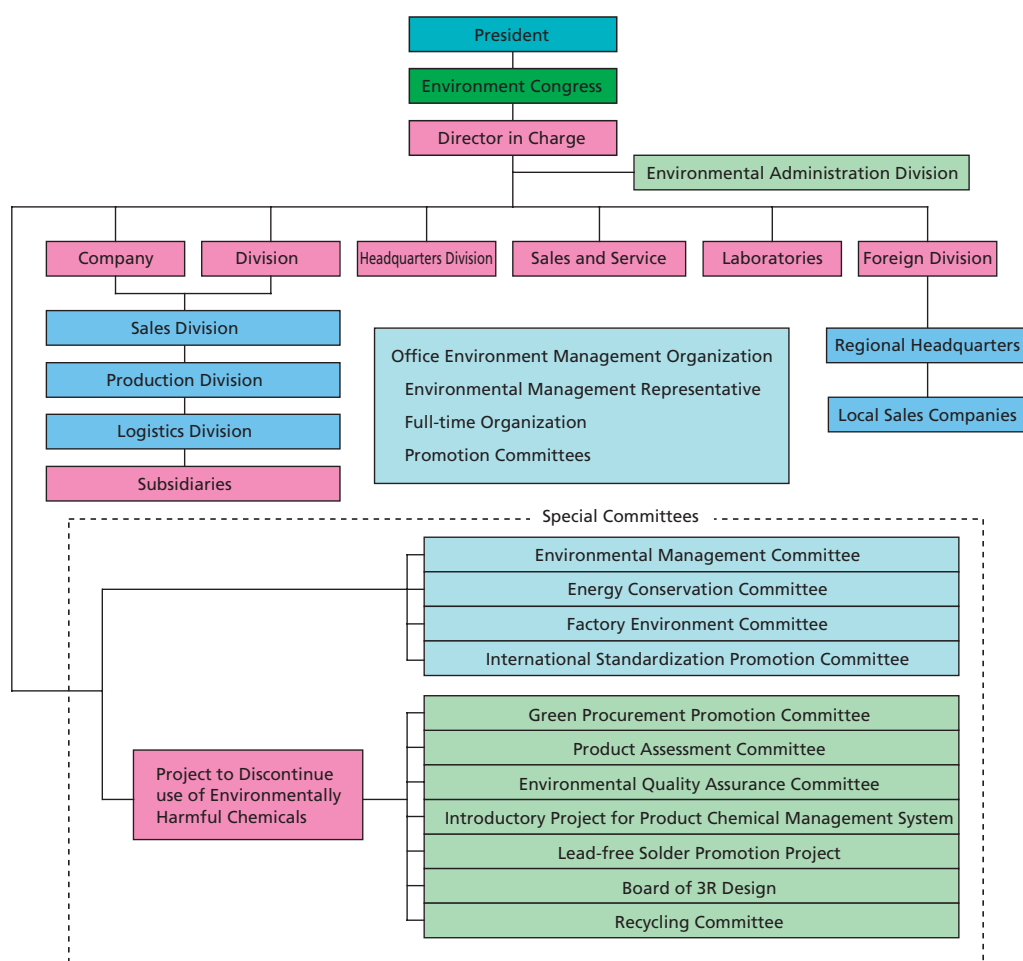 President
Environment Congress
Director in Charge
Environmental Administration Division
Company
Division
Headquarters Division
Sales and Service
Laboratories
Foreign Division
Sales Division
Production Division
Logistics Division
Subsidiaries
Office Environment Management Organization
Environmental Management Representative
Full-time Organization
Promotion Committees
Regional Headquarters
Local Sales Companies
Special Committees
Environmental Management Committee
Energy Conservation Committee
Factory Environment Committee
International Standardization Promotion Committee
Project to Discontinue
use of Environmentally
Harmful Chemicals
Green Procurement Promotion Committee
Product Assessment Committee
Environmental Quality Assurance Committee
Introductory Project for Product Chemical Management System
Lead-free Solder Promotion Project
Board of 3R Design
Recycling Committee